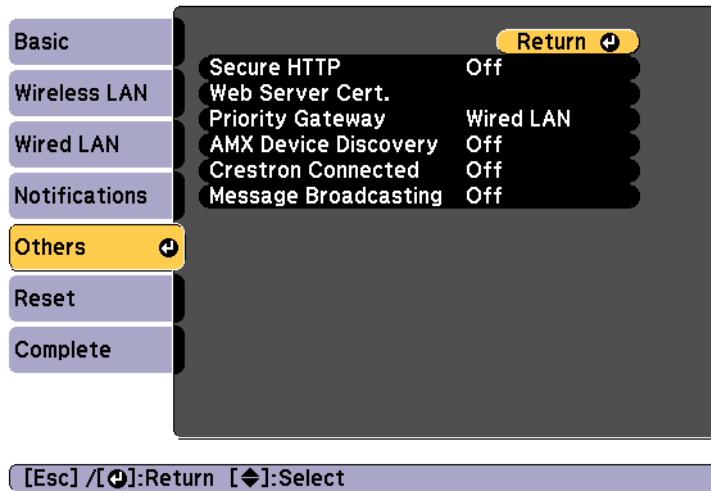 Basic
Wireless LAN
Wired LAN
Notifications
Others
Reset
Complete
Return
Secure HTTP Off
Web Server Cert.
Priority Gateway Wired LAN
AMX Device Discovery Off
Crestron Connected Off
Message Broadcasting Off
[Esc] /[⏎]:Return [◆]:Select